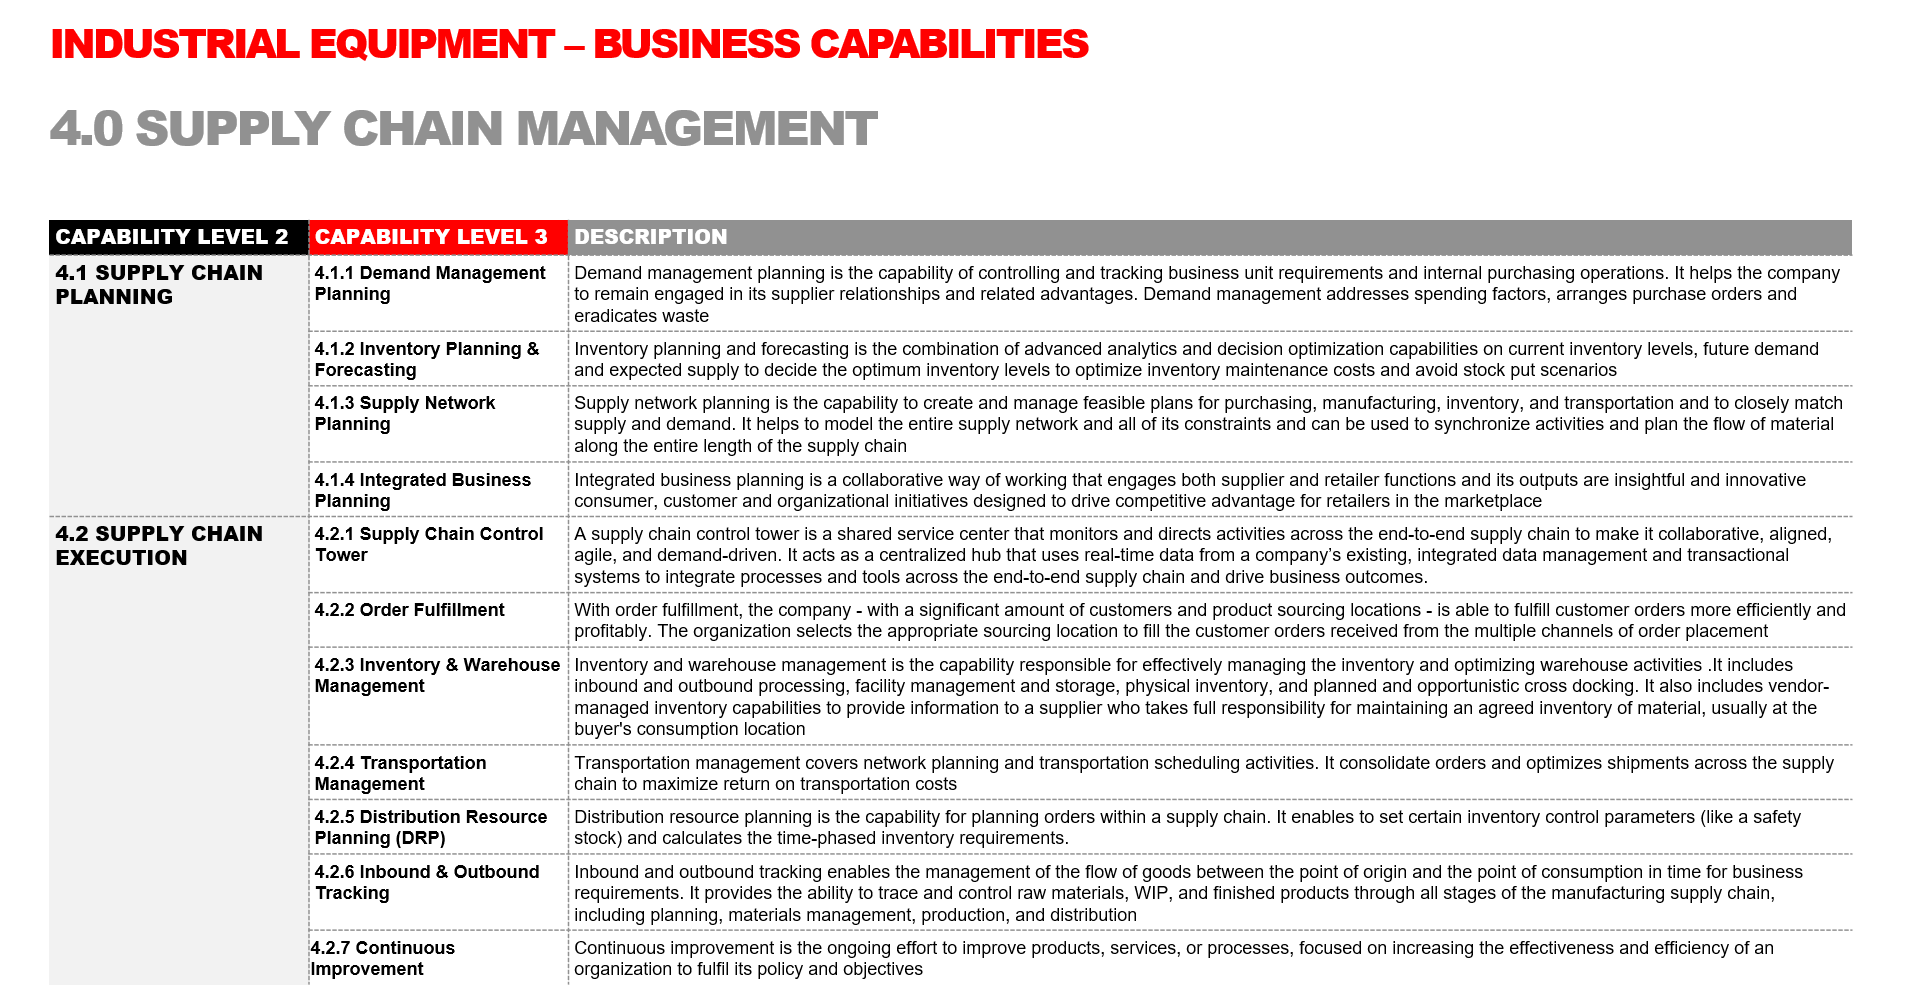 INDUSTRIAL EQUIPMENT – BUSINESS CAPABILITIES
4.0 SUPPLY CHAIN MANAGEMENT
CAPABILITY LEVEL 2 CAPABILITY LEVEL 3 DESCRIPTION
4.1 SUPPLY CHAIN
PLANNING
4.1.1 Demand Management
Planning
Demand management planning is the capability of controlling and tracking business unit requirements and internal purchasing operations. It helps the company
to remain engaged in its supplier relationships and related advantages. Demand management addresses spending factors, arranges purchase orders and
eradicates waste
4.1.2 Inventory Planning &
Forecasting
Inventory planning and forecasting is the combination of advanced analytics and decision optimization capabilities on current inventory levels, future demand
and expected supply to decide the optimum inventory levels to optimize inventory maintenance costs and avoid stock put scenarios
4.1.3 Supply Network
Planning
Supply network planning is the capability to create and manage feasible plans for purchasing, manufacturing, inventory, and transportation and to closely match
supply and demand. It helps to model the entire supply network and all of its constraints and can be used to synchronize activities and plan the flow of material
along the entire length of the supply chain
4.1.4 Integrated Business
Planning
Integrated business planning is a collaborative way of working that engages both supplier and retailer functions and its outputs are insightful and innovative
consumer, customer and organizational initiatives designed to drive competitive advantage for retailers in the marketplace
4.2 SUPPLY CHAIN
EXECUTION
4.2.1 Supply Chain Control
Tower
A supply chain control tower is a shared service center that monitors and directs activities across the end-to-end supply chain to make it collaborative, aligned,
agile, and demand-driven. It acts as a centralized hub that uses real-time data from a company’s existing, integrated data management and transactional
systems to integrate processes and tools across the end-to-end supply chain and drive business outcomes.
4.2.2 Order Fulfillment
With order fulfillment, the company - with a significant amount of customers and product sourcing locations - is able to fulfill customer orders more efficiently and
profitably. The organization selects the appropriate sourcing location to fill the customer orders received from the multiple channels of order placement
4.2.3 Inventory & Warehouse
Management
Inventory and warehouse management is the capability responsible for effectively managing the inventory and optimizing warehouse activities .It includes
inbound and outbound processing, facility management and storage, physical inventory, and planned and opportunistic cross docking. It also includes vendor-
managed inventory capabilities to provide information to a supplier who takes full responsibility for maintaining an agreed inventory of material, usually at the
buyer's consumption location
4.2.4 Transportation
Management
Transportation management covers network planning and transportation scheduling activities. It consolidate orders and optimizes shipments across the supply
chain to maximize return on transportation costs
4.2.5 Distribution Resource
Planning (DRP)
Distribution resource planning is the capability for planning orders within a supply chain. It enables to set certain inventory control parameters (like a safety
stock) and calculates the time-phased inventory requirements.
4.2.6 Inbound & Outbound
Tracking
Inbound and outbound tracking enables the management of the flow of goods between the point of origin and the point of consumption in time for business
requirements. It provides the ability to trace and control raw materials, WIP, and finished products through all stages of the manufacturing supply chain,
including planning, materials management, production, and distribution
4.2.7 Continuous
Improvement
Continuous improvement is the ongoing effort to improve products, services, or processes, focused on increasing the effectiveness and efficiency of an
organization to fulfil its policy and objectives